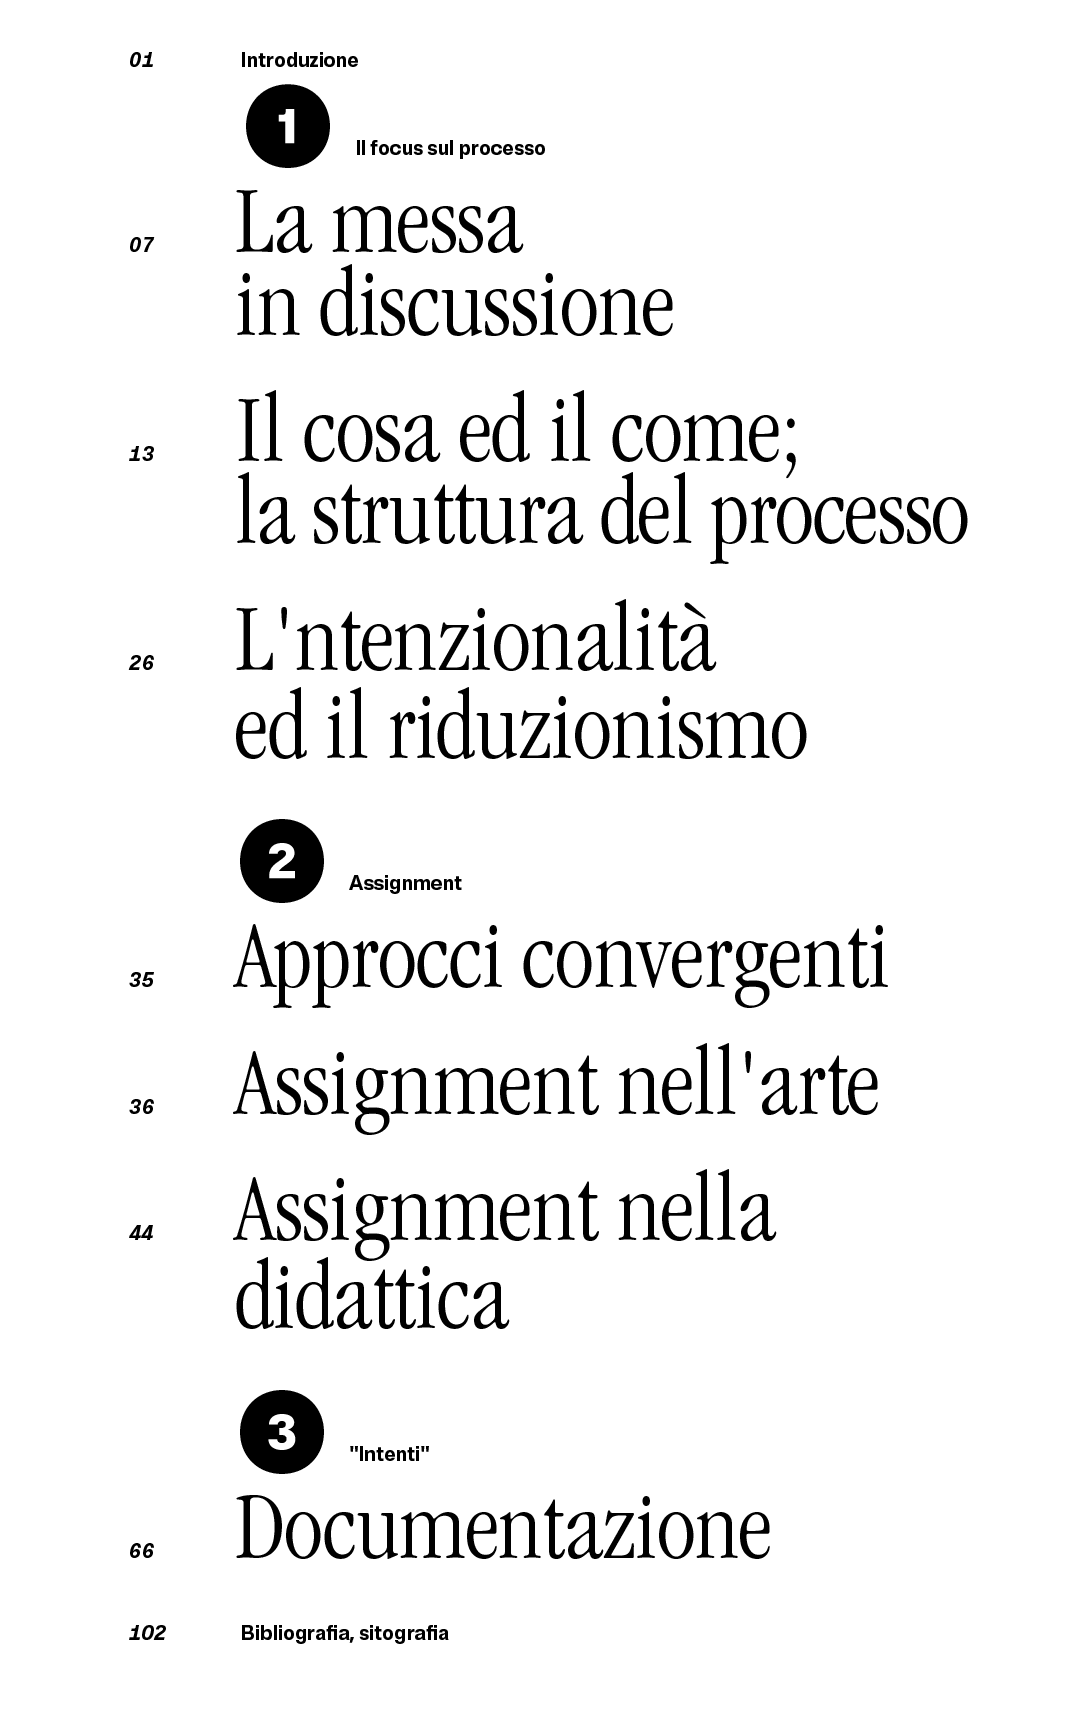 01 Introduzione
1 Il focus sul processo
07 La messa
in discussione
13 Il cosa ed il come;
la struttura del processo
26 L'ntenzionalità
ed il riduzionismo
2 Assignment
35 Approcci convergenti
36 Assignment nell'arte
44 Assignment nella
didattica
3 "Intenti"
66 Documentazione
102 Bibliografia, sitografia